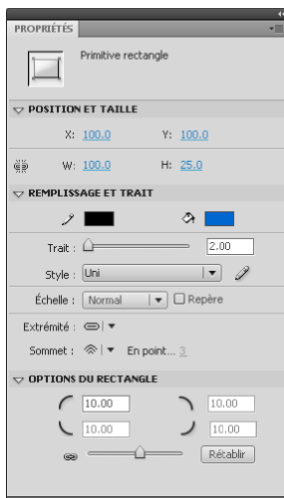 PROPRIÉTÉS
Primitive rectangle
POSITION ET TAILLE
X: 100.0 Y: 100.0
W: 100.0 H: 25.0
REMPLISSAGE ET TRAIT
Trait : 2.00
Style : Uni
Échelle : Normal Repère
Extrémité :
Sommet : En point... 3
OPTIONS DU RECTANGLE
10.00 10.00
10.00 10.00
Rétablir